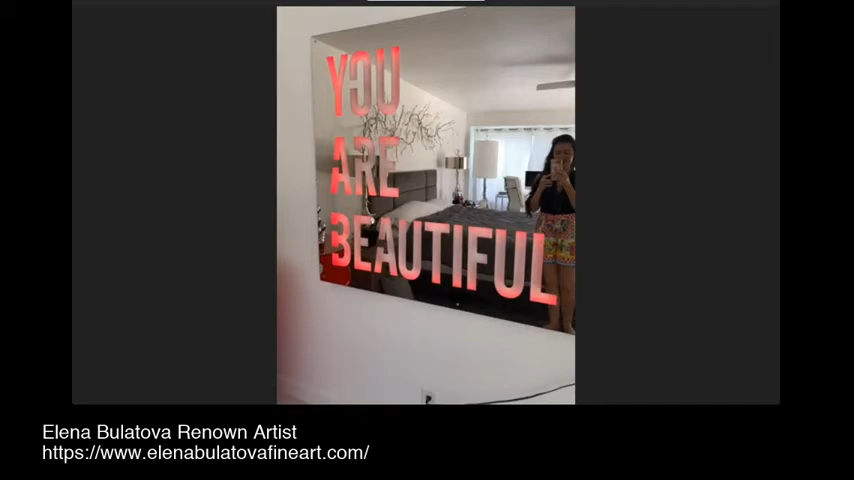 YOU
ARE
BEAUTIFUL
Elena Bulatova Renown Artist
https://www.elenabulatovafineart.com/